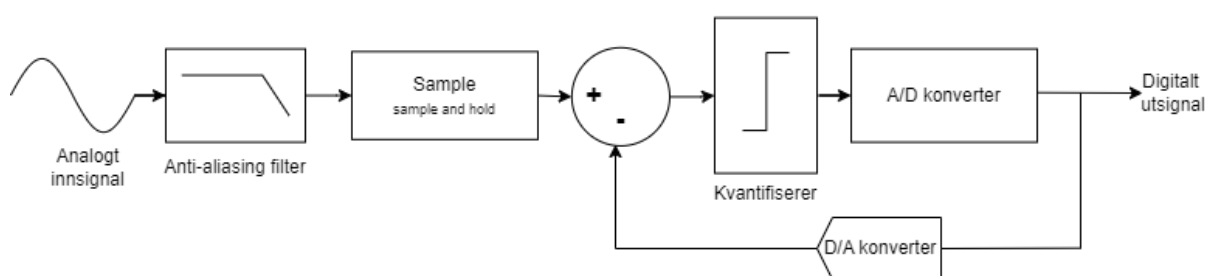 Analogt
innsignal
Anti-aliasing filter
Sample
sample and hold
+
-
Kvantifiserer
A/D konverter
D/A konverter
Digitalt
utsignal